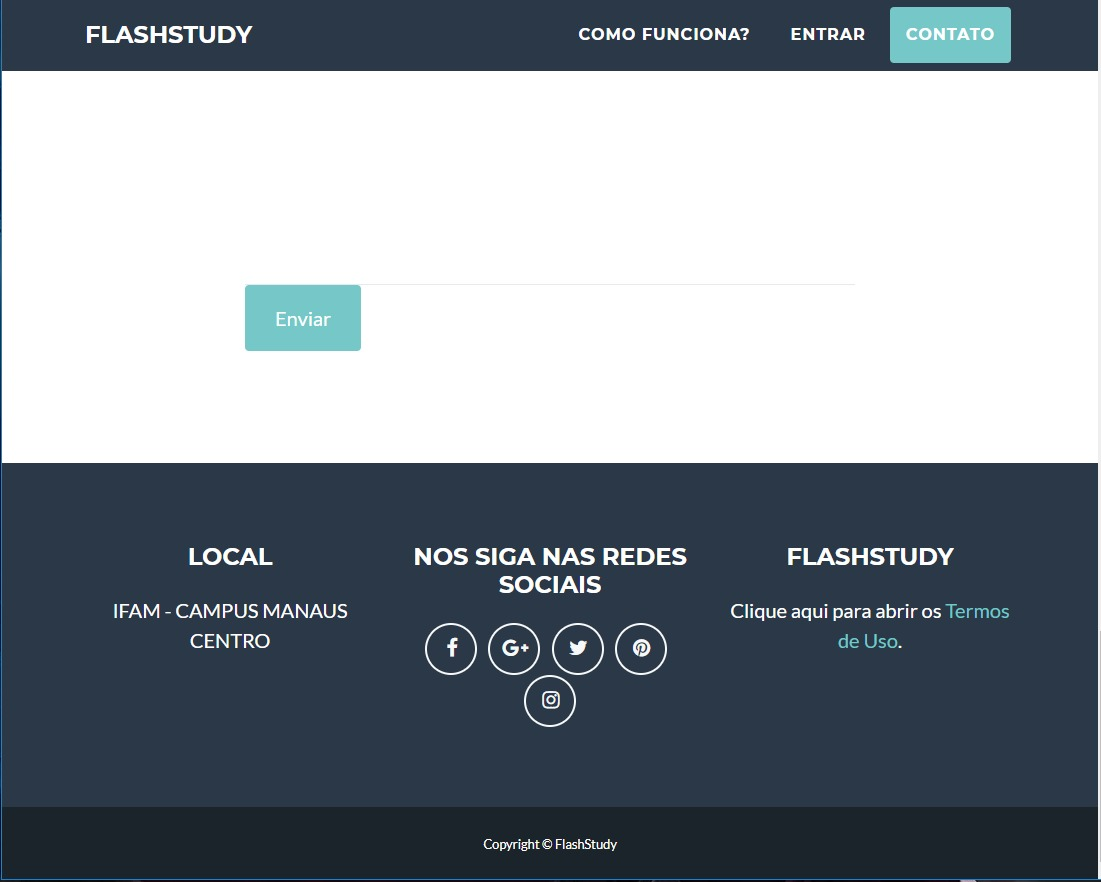 FLASHSTUDY
COMO FUNCIONA?
ENTRAR
CONTATO
Enviar
LOCAL
IFAM - CAMPUS MANAUS
CENTRO
NOS SIGA NAS REDES
SOCIAIS
FLASHSTUDY
Clique aqui para abrir os Termos
de Uso.
Copyright © FlashStudy